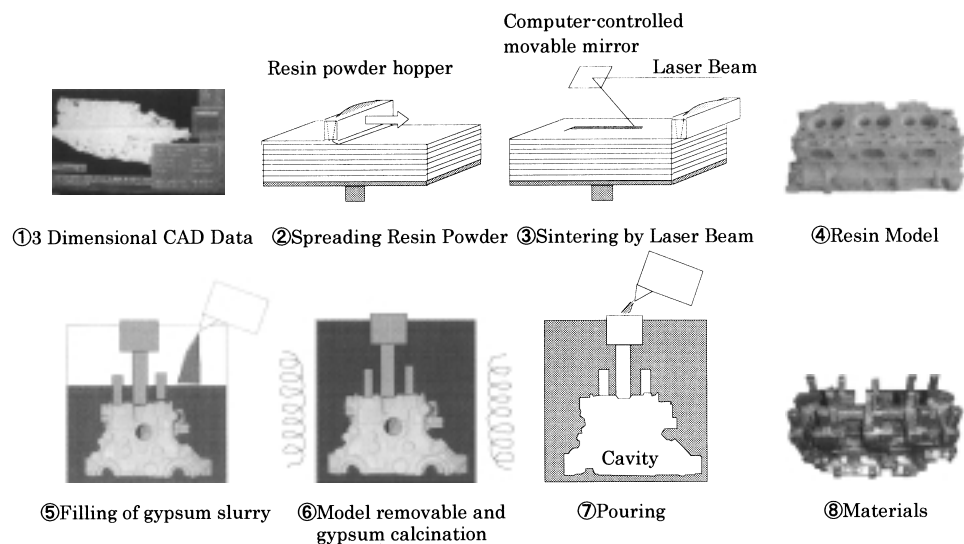 Computer-controlled
movable mirror
Resin powder hopper
Laser Beam
①3 Dimensional CAD Data
②Spreading Resin Powder
③Sintering by Laser Beam
④Resin Model
Cavity
⑤Filling of gypsum slurry
⑥Model removable and
gypsum calcination
⑦Pouring
⑧Materials